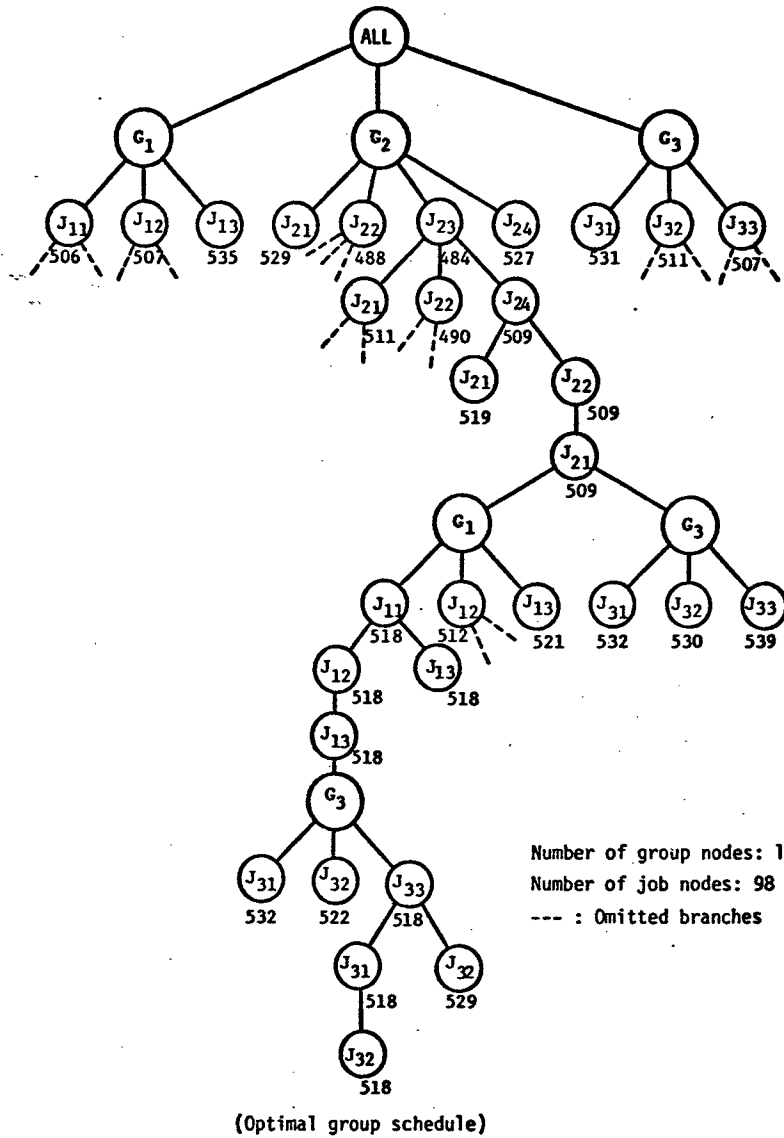 ALL
G1 G2 G3
J11 J12 J13 J21 J22 J23 J24 J31 J32 J33
506 507 535 529 488 484 527 531 511 507
J21 J22 J24
511 490 509
J21 J22
519 509
J21
509
G1 G3
J11 J12 J13 J31 J32 J33
518 512 521 532 530 539
J12 J13
518 518
J13
518
G3
J31 J32 J33
532 522 518
Number of group nodes: 1
Number of job nodes: 98
--- : Omitted branches
J31 J32
518 529
J32
518
(Optimal group schedule)